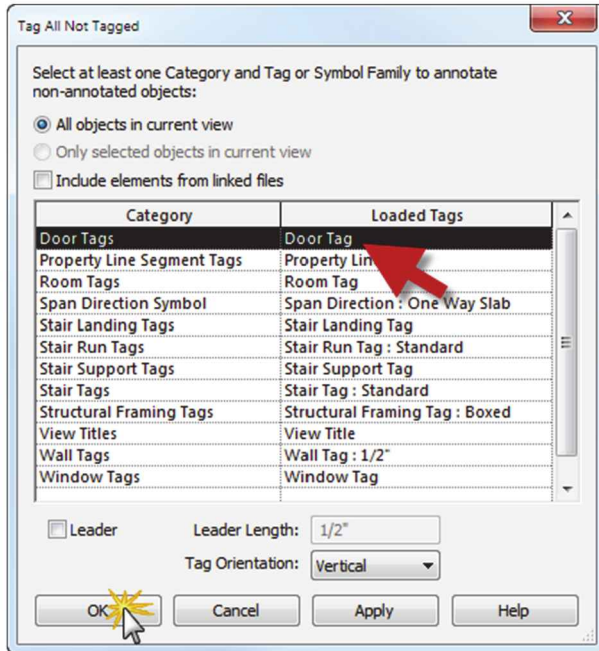 Tag All Not Tagged
Select at least one Category and Tag or Symbol Family to annotate
non-annotated objects:
All objects in current view
Only selected objects in current view
Include elements from linked files
Category Loaded Tags
Door Tags Door Tag
Property Line Segment Tags Property
Room Tags Room Tag
Span Direction Symbol Span Direction : One Way Slab
Stair Landing Tags Stair Landing Tag
Stair Run Tags Stair Run Tag : Standard
Stair Support Tags Stair Support Tag
Stair Tags Stair Tag : Standard
Structural Framing Tags Structural Framing Tag : Boxed
View Titles View Title
Wall Tags Wall Tag : 1/2"
Window Tags Window Tag
Leader Leader Length: 1/2"
Tag Orientation: Vertical
OK Cancel Apply Help